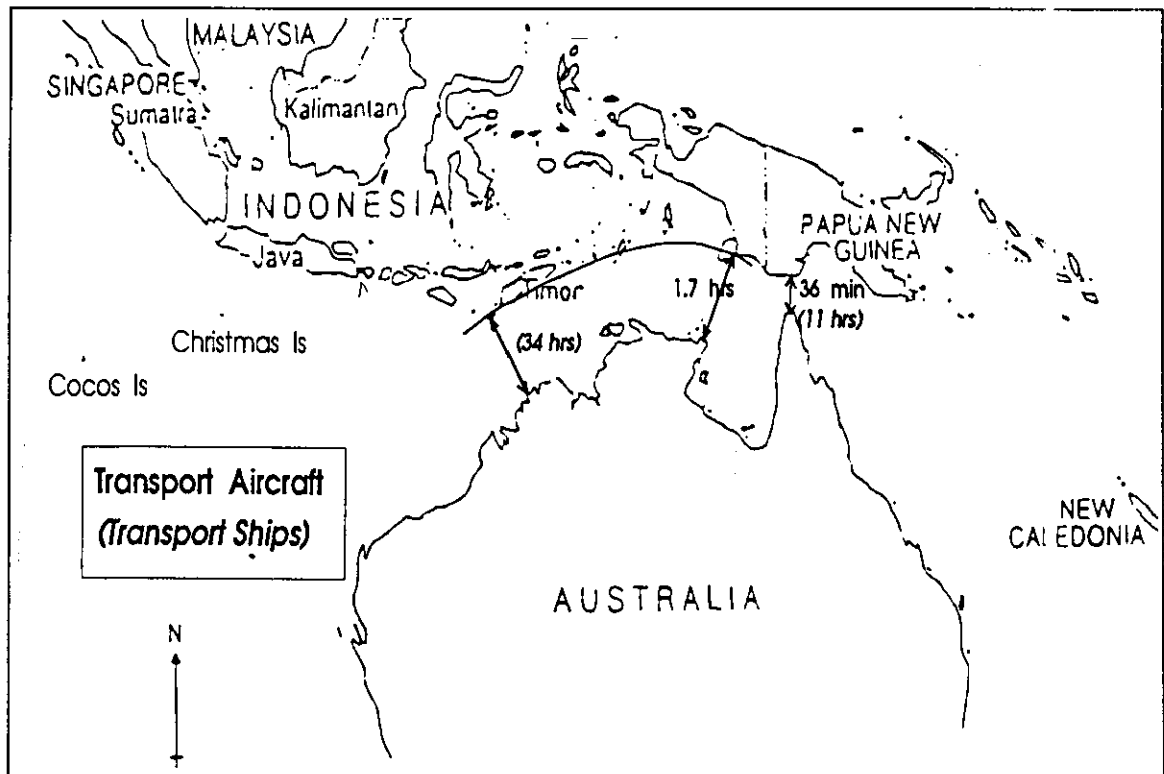 MALAYSIA
SINGAPORE
Sumatra
Kalimantan
INDONESIA
Java
PAPUA NEW
GUINEA
Timor
1.7 hrs
36 min
(11 hrs)
(34 hrs)
Christmas Is
Cocos Is
Transport Aircraft
(Transport Ships)
NEW
CALEDONIA
AUSTRALIA
N